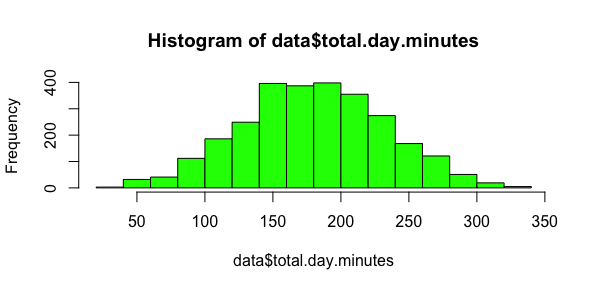 Histogram of data$total.day.minutes
Frequency
400
200
0
50 100 150 200 250 300 350
data$total.day.minutes